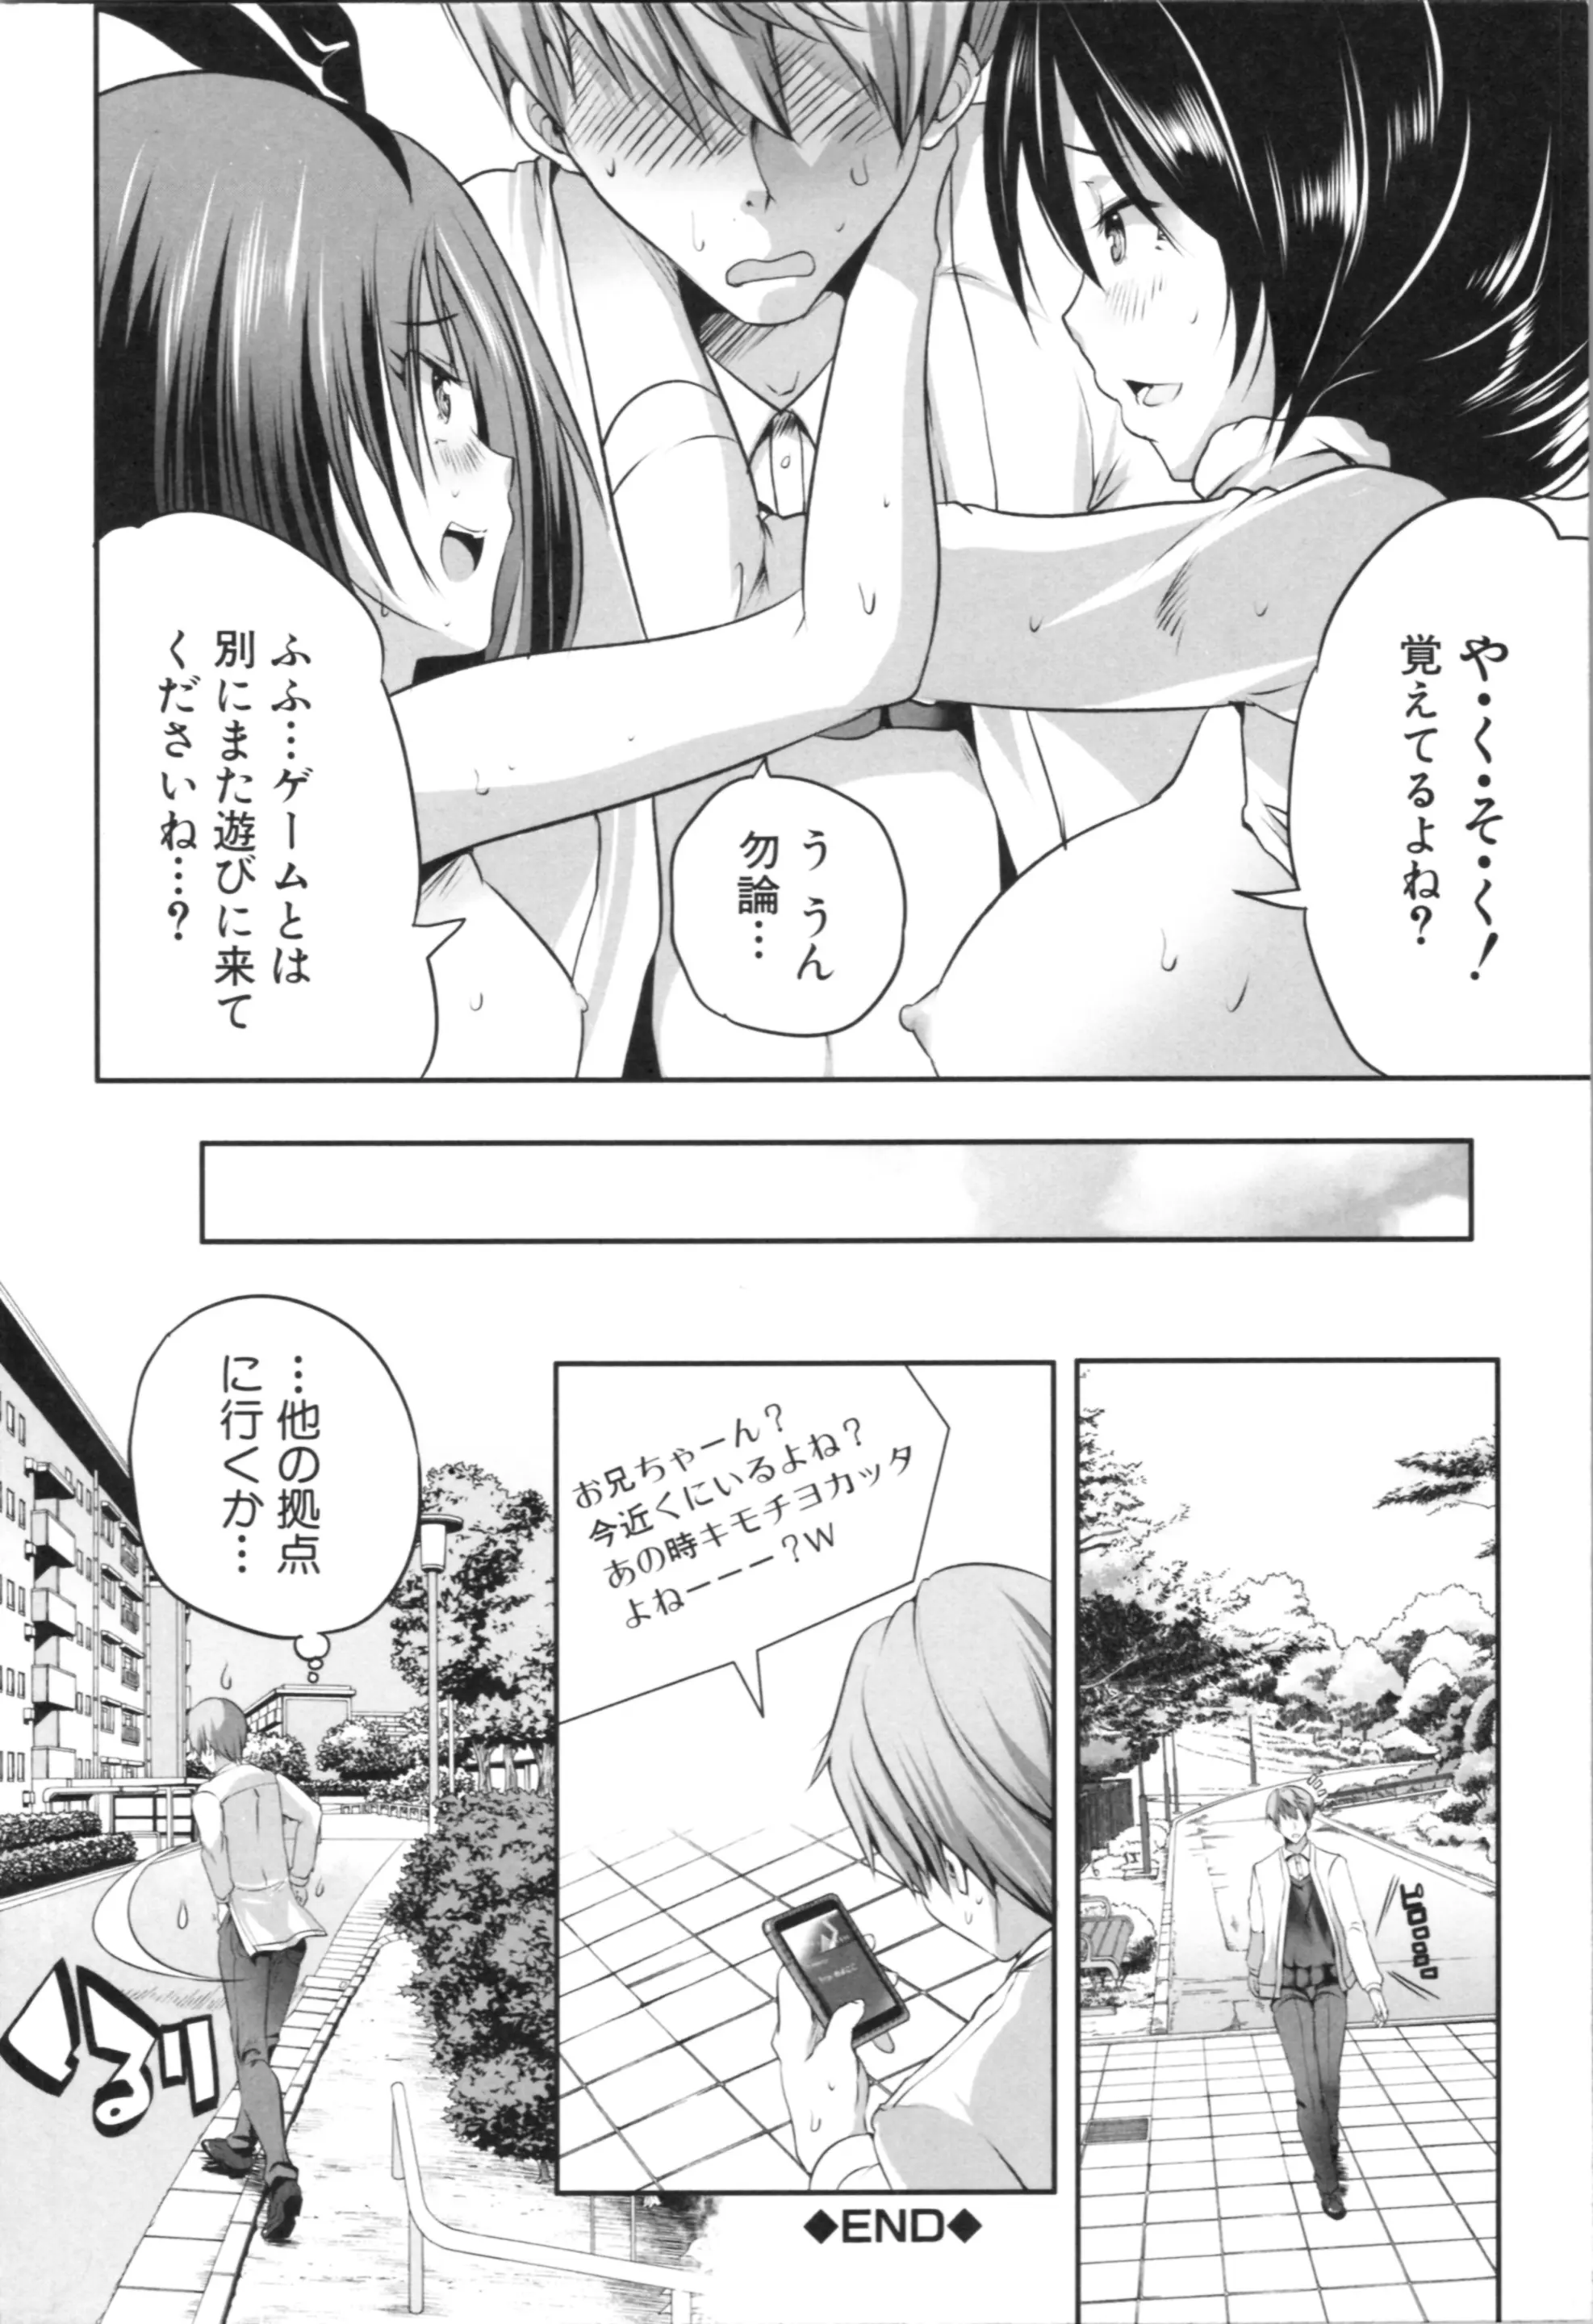 や・く・そ・く！
覚えてるよね？
う うん
勿論…
ふふ…ゲームとは
別にまた遊びに来て
くださいね…？
お兄ちゃーん？
今近くにいるよね？
あの時キモチヨカッタ
よねーーー？W
…他の拠点
に行くか…
くるり
◆END◆